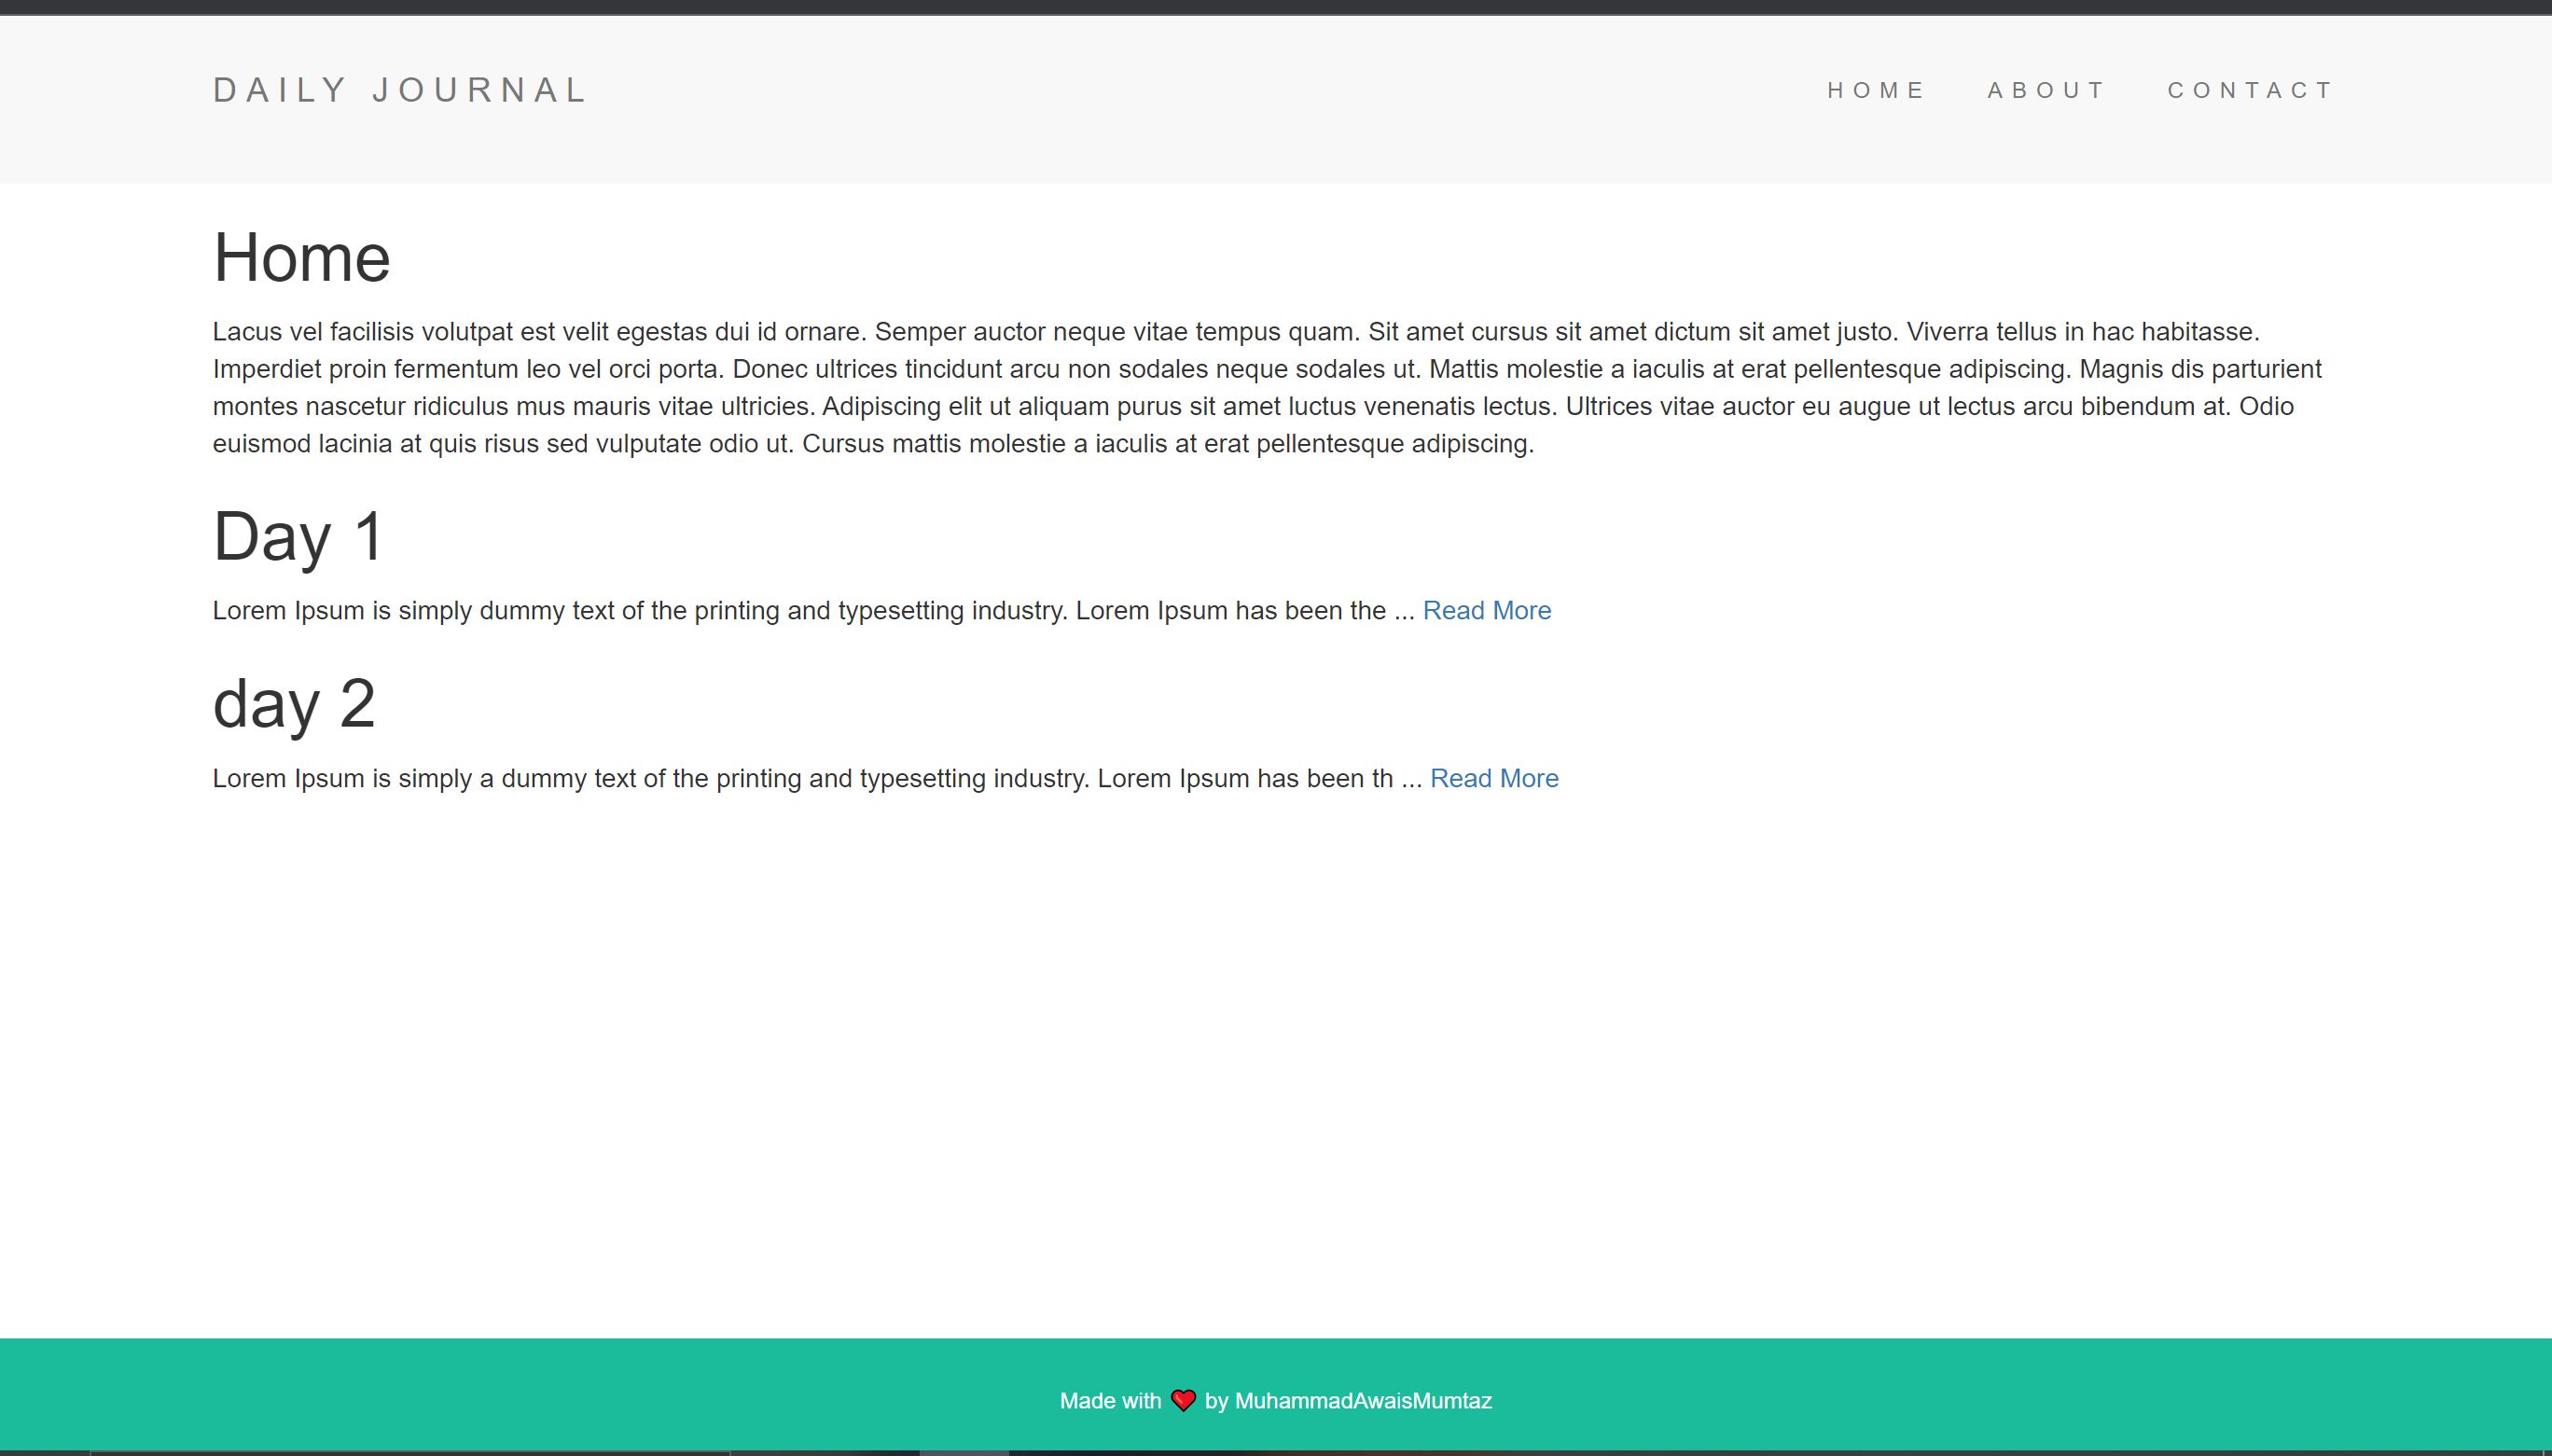 DAILY JOURNAL
HOME ABOUT CONTACT
Home
Lacus vel facilisis volutpat est velit egestas dui id ornare. Semper auctor neque vitae tempus quam. Sit amet cursus sit amet dictum sit amet justo. Viverra tellus in hac habitasse.
Imperdiet proin fermentum leo vel orci porta. Donec ultrices tincidunt arcu non sodales neque sodales ut. Mattis molestie a iaculis at erat pellentesque adipiscing. Magnis dis parturient
montes nascetur ridiculus mus mauris vitae ultricies. Adipiscing elit ut aliquam purus sit amet luctus venenatis lectus. Ultrices vitae auctor eu augue ut lectus arcu bibendum at. Odio
euismod lacinia at quis risus sed vulputate odio ut. Cursus mattis molestie a iaculis at erat pellentesque adipiscing.
Day 1
Lorem Ipsum is simply dummy text of the printing and typesetting industry. Lorem Ipsum has been the ... Read More
day 2
Lorem Ipsum is simply a dummy text of the printing and typesetting industry. Lorem Ipsum has been th ... Read More
Made with ❤ by MuhammadAwaisMumtaz